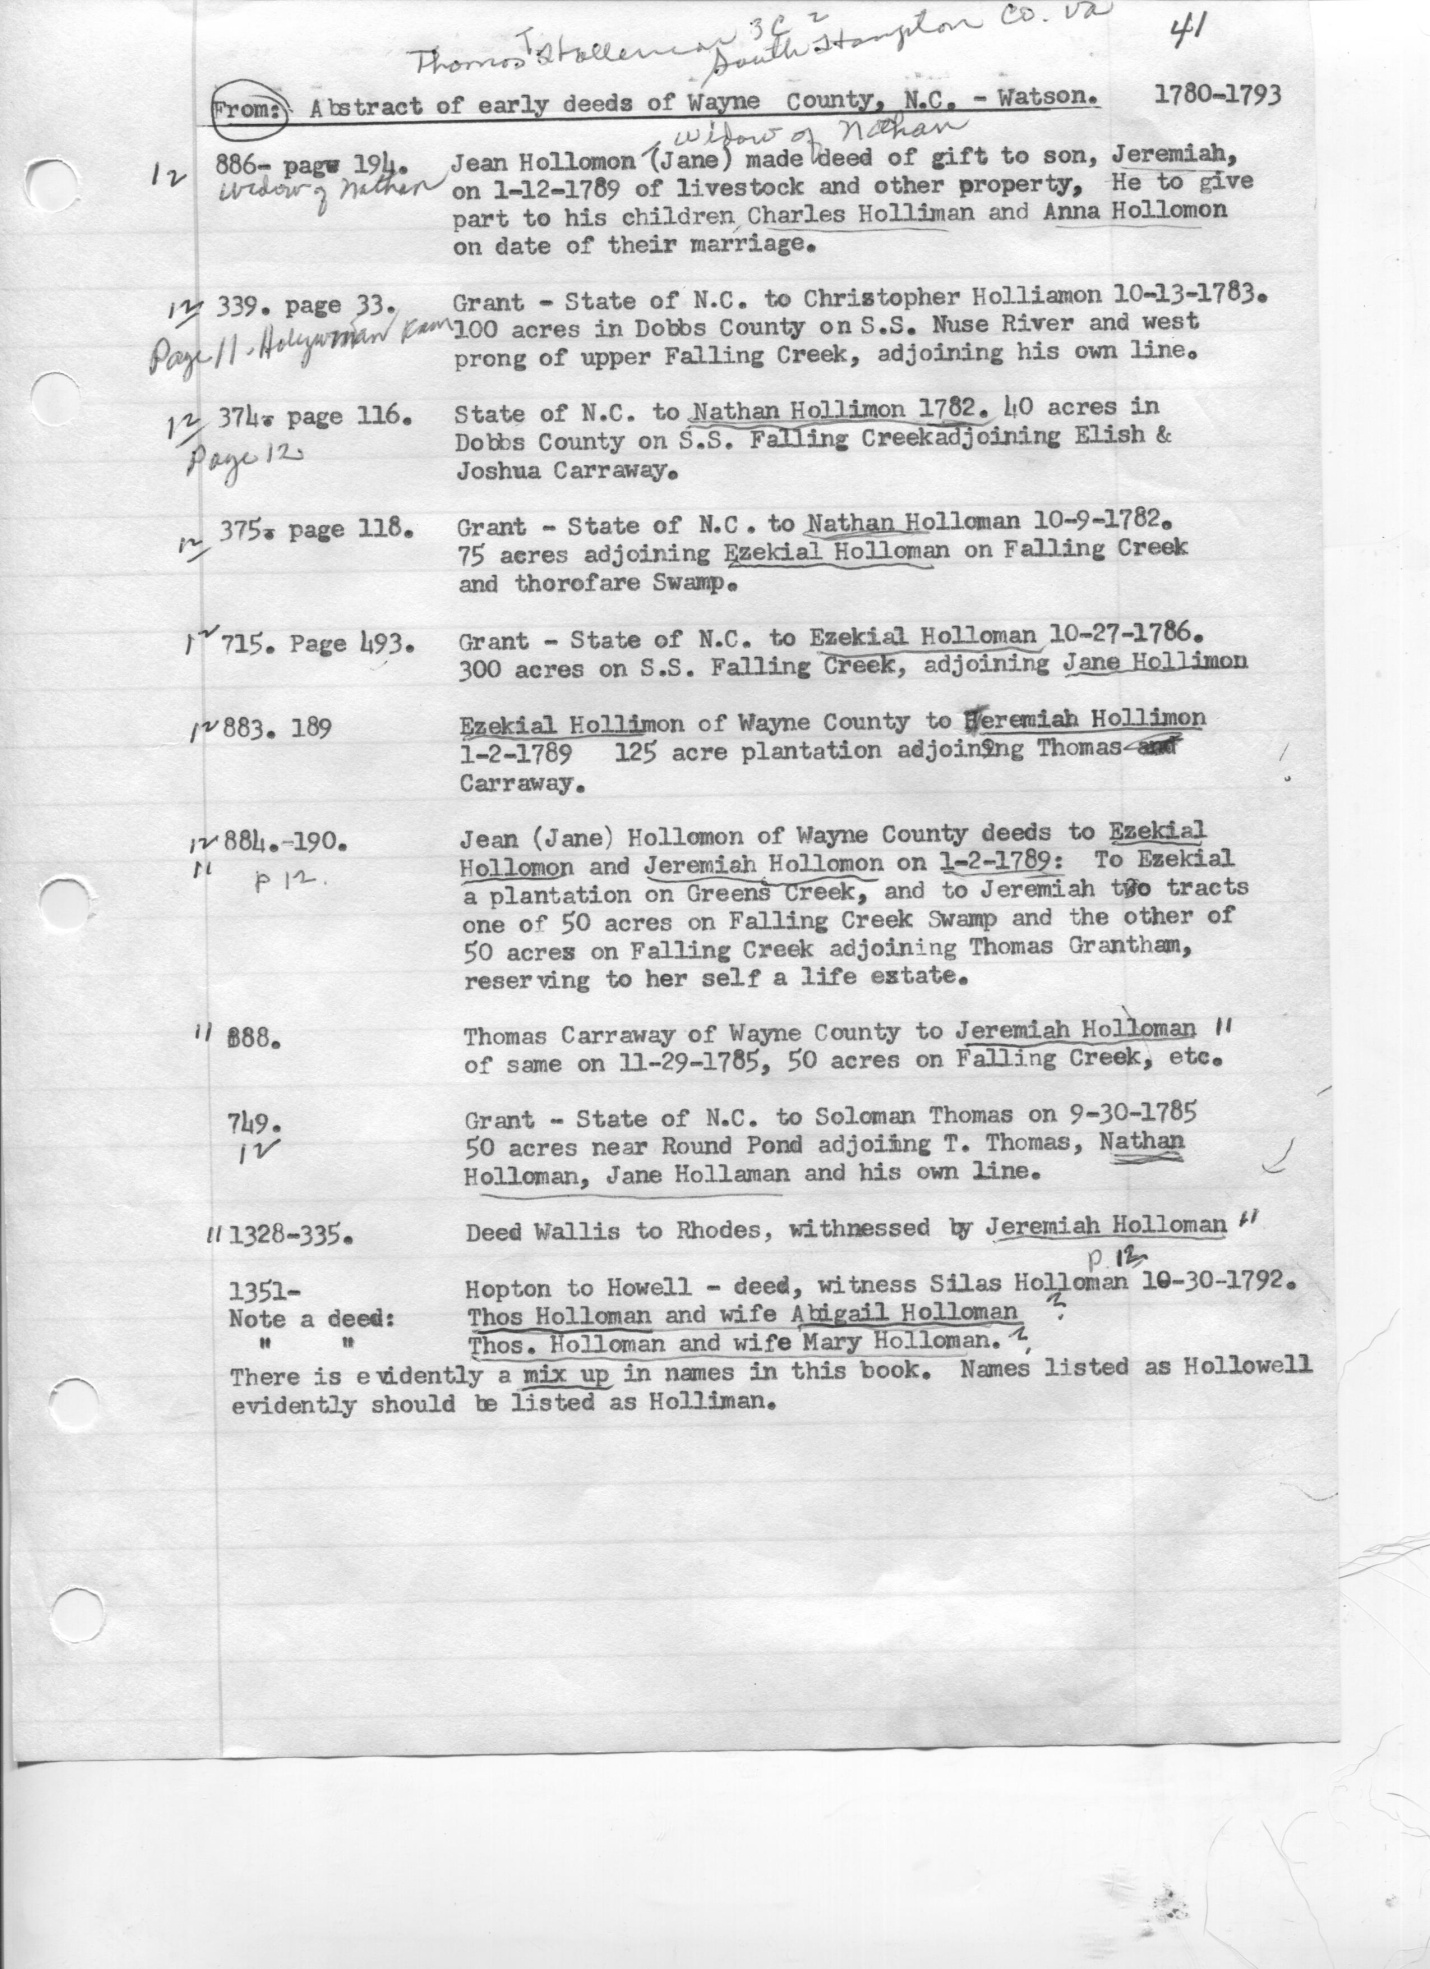 Thomas Holleman 3C2 South Hampton Co. Va 41
From: Abstract of early deeds of Wayne County, N.C. - Watson. 1780-1793
widow of Nathan
12 886- page 194. Jean Hollomon (Jane) made deed of gift to son, Jeremiah,
widow of Nathan on 1-12-1789 of livestock and other property, He to give
part to his children Charles Holliman and Anna Hollomon
on date of their marriage.
12 339. page 33. Grant - State of N.C. to Christopher Holliamon 10-13-1783.
Page 11. 100 acres in Dobbs County on S.S. Nuse River and west
prong of upper Falling Creek, adjoining his own line.
12 374. page 116. State of N.C. to Nathan Hollimon 1782. 40 acres in
Page 12. Dobbs County on S.S. Falling Creekadjoining Elish &
Joshua Carraway.
12 375. page 118. Grant - State of N.C. to Nathan Holloman 10-9-1782.
75 acres adjoining Ezekial Holloman on Falling Creek
and thorofare Swamp.
12 715. Page 493. Grant - State of N.C. to Ezekial Holloman 10-27-1786.
300 acres on S.S. Falling Creek, adjoining Jane Hollimon
12 883. 189 Ezekial Hollimon of Wayne County to Jeremiah Hollimon
1-2-1789 125 acre plantation adjoining Thomas and
Carraway.
12 884.-190. Jean (Jane) Hollomon of Wayne County deeds to Ezekial
11 p 12. Hollomon and Jeremiah Hollomon on 1-2-1789: To Ezekial
a plantation on Greens Creek, and to Jeremiah two tracts
one of 50 acres on Falling Creek Swamp and the other of
50 acres on Falling Creek adjoining Thomas Grantham,
reserving to her self a life estate.
11 888. Thomas Carraway of Wayne County to Jeremiah Holloman 11
of same on 11-29-1785, 50 acres on Falling Creek, etc.
749. Grant - State of N.C. to Soloman Thomas on 9-30-1785
12 50 acres near Round Pond adjoiing T. Thomas, Nathan
Holloman, Jane Hollaman and his own line.
11 1328-335. Deed Wallis to Rhodes, withnessed by Jeremiah Holloman 11
p. 12
1351- Hopton to Howell - deed, witness Silas Holloman 10-30-1792.
Note a deed: Thos Holloman and wife Abigail Holloman ?
" " Thos. Holloman and wife Mary Holloman. ?
There is evidently a mix up in names in this book. Names listed as Hollowell
evidently should be listed as Holliman.